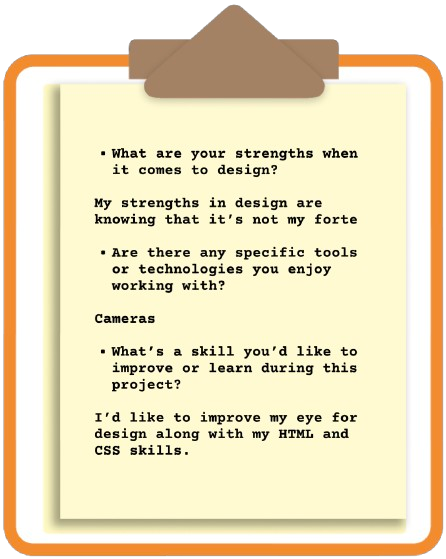 ▪ What are your strengths when
it comes to design?
My strengths in design are
knowing that it's not my forte
▪ Are there any specific tools
or technologies you enjoy
working with?
Cameras
▪ What's a skill you'd like to
improve or learn during this
project?
I'd like to improve my eye for
design along with my HTML and
CSS skills.